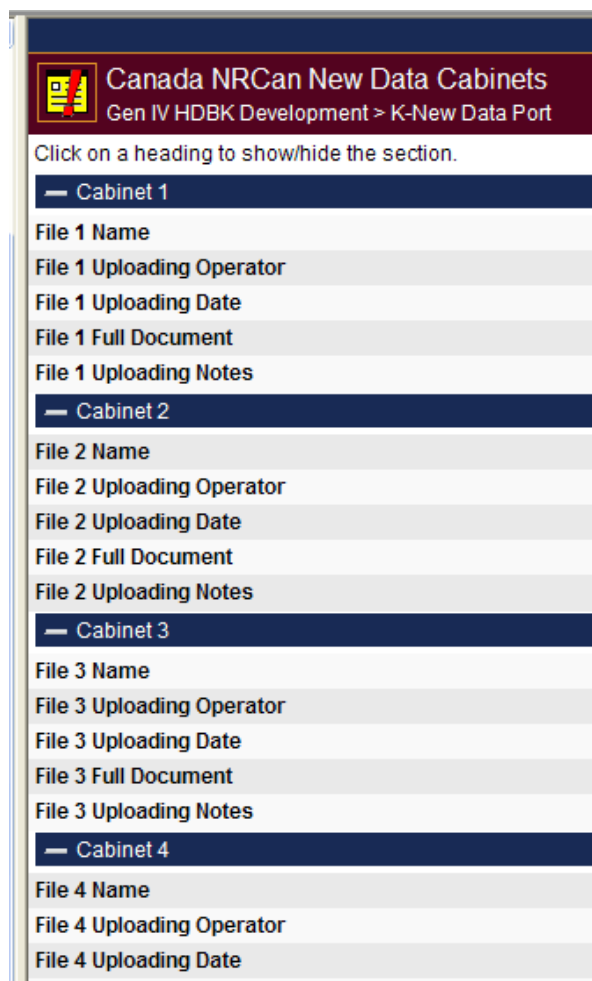 Canada NRCan New Data Cabinets
Gen IV HDBK Development > K-New Data Port
Click on a heading to show/hide the section.
— Cabinet 1
File 1 Name
File 1 Uploading Operator
File 1 Uploading Date
File 1 Full Document
File 1 Uploading Notes
— Cabinet 2
File 2 Name
File 2 Uploading Operator
File 2 Uploading Date
File 2 Full Document
File 2 Uploading Notes
— Cabinet 3
File 3 Name
File 3 Uploading Operator
File 3 Uploading Date
File 3 Full Document
File 3 Uploading Notes
— Cabinet 4
File 4 Name
File 4 Uploading Operator
File 4 Uploading Date